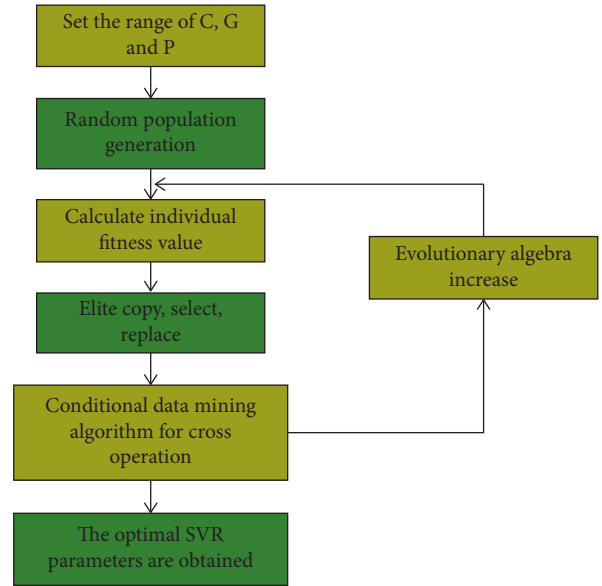 Set the range of C, G
and P
Random population
generation
Calculate individual
fitness value
Evolutionary algebra
increase
Elite copy, select,
replace
Conditional data mining
algorithm for cross
operation
The optimal SVR
parameters are obtained